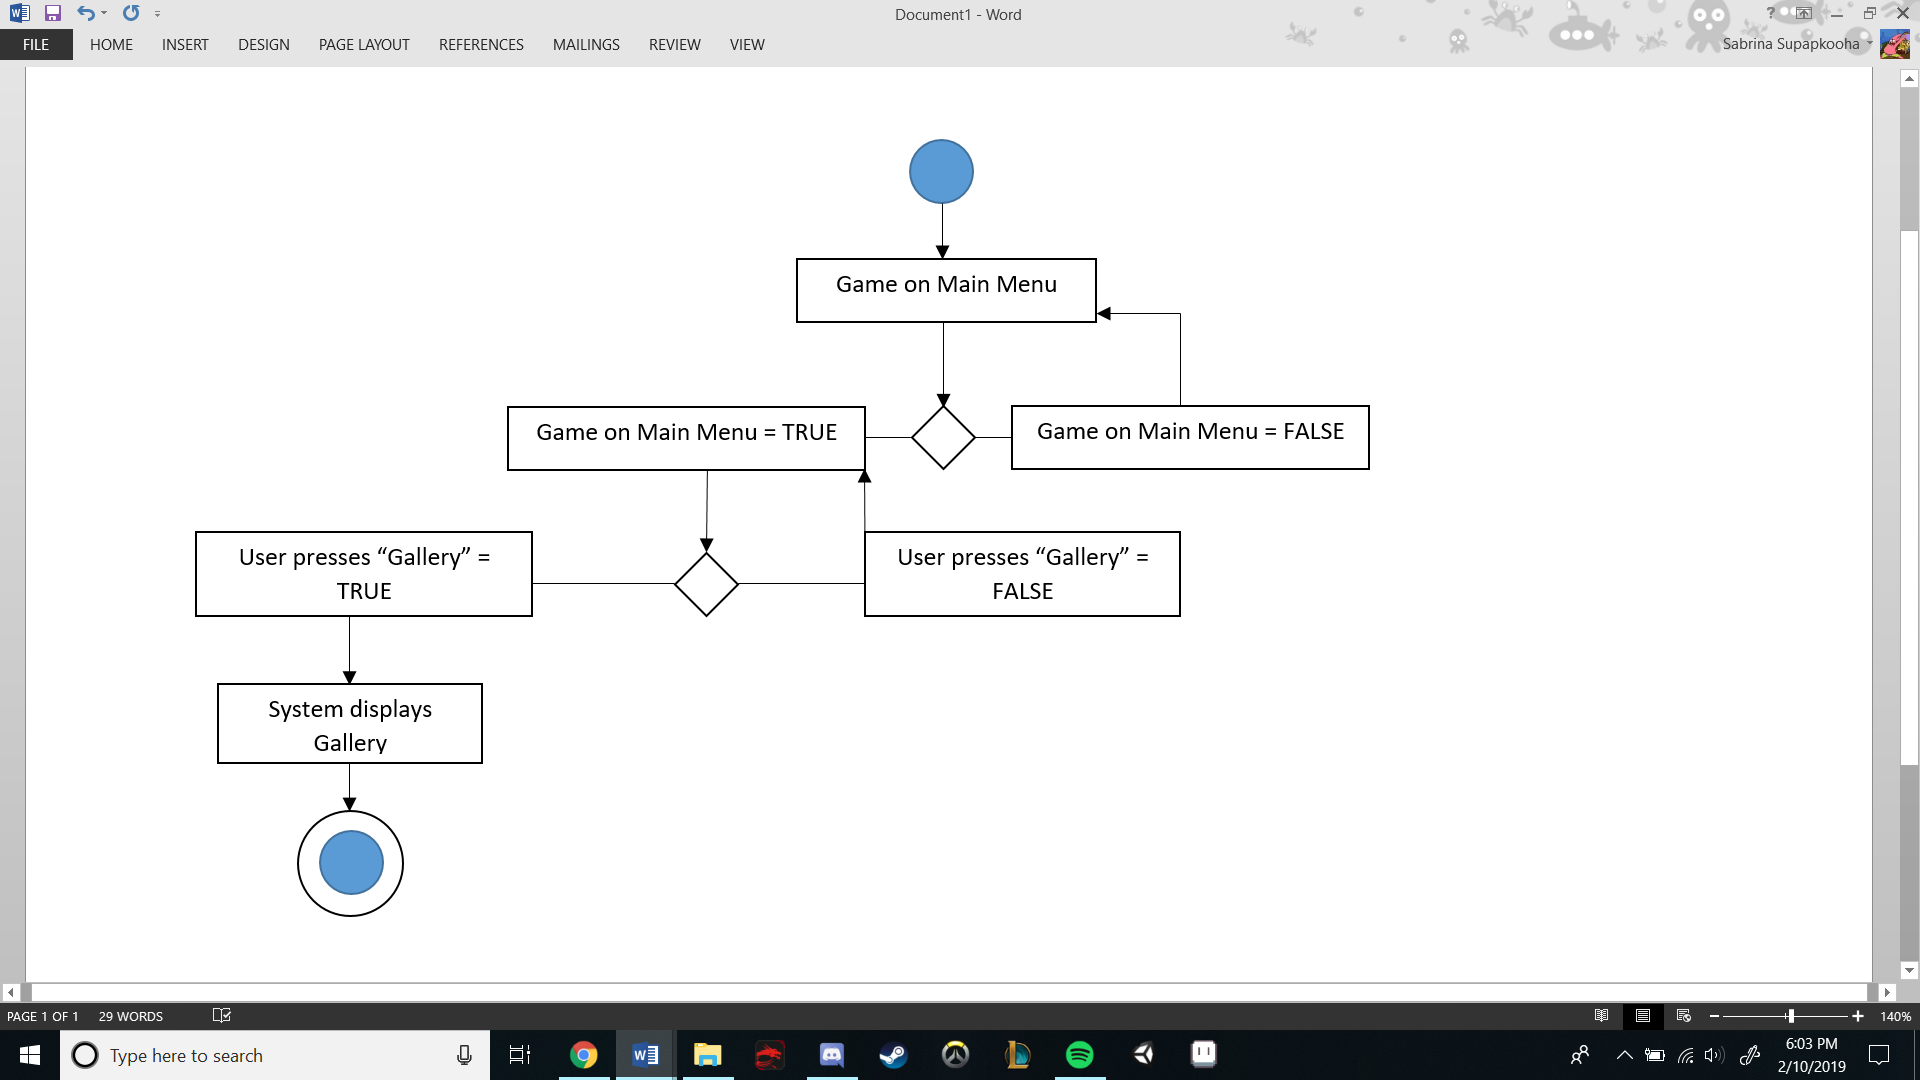 Document1 - Word
?
FILE HOME INSERT DESIGN PAGE LAYOUT REFERENCES MAILINGS REVIEW VIEW
Sabrina Supapkooha
Game on Main Menu
Game on Main Menu = TRUE
Game on Main Menu = FALSE
User presses “Gallery” =
TRUE
User presses “Gallery” =
FALSE
System displays
Gallery
PAGE 1 OF 1 29 WORDS
140%
Type here to search
6:03 PM
2/10/2019